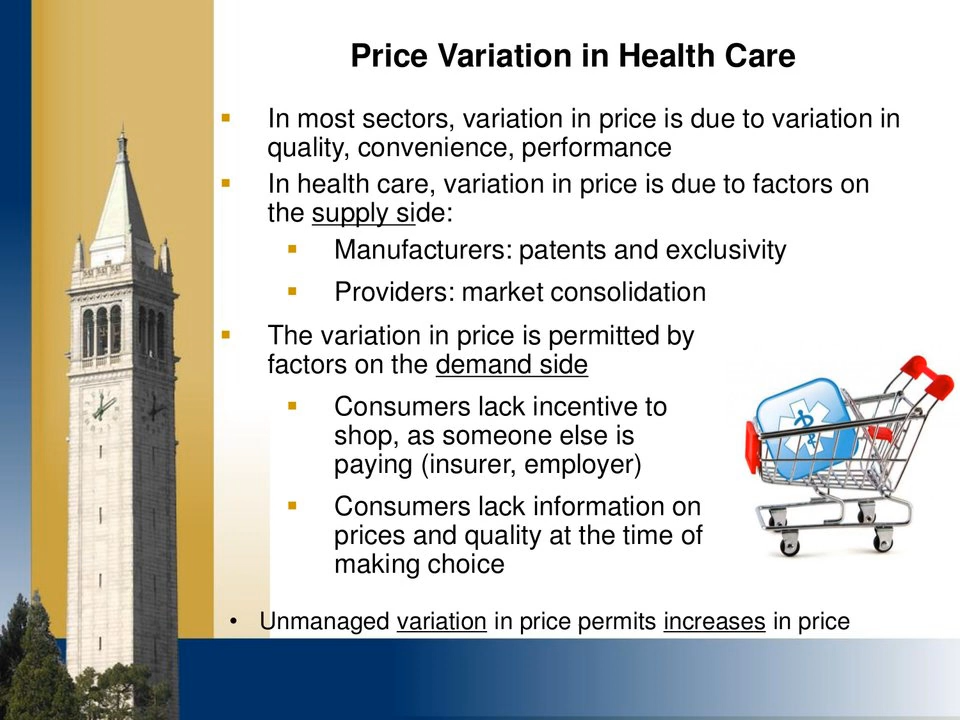 Price Variation in Health Care
▪ In most sectors, variation in price is due to variation in
quality, convenience, performance
▪ In health care, variation in price is due to factors on
the supply side:
▪ Manufacturers: patents and exclusivity
▪ Providers: market consolidation
▪ The variation in price is permitted by
factors on the demand side
▪ Consumers lack incentive to
shop, as someone else is
paying (insurer, employer)
▪ Consumers lack information on
prices and quality at the time of
making choice
• Unmanaged variation in price permits increases in price